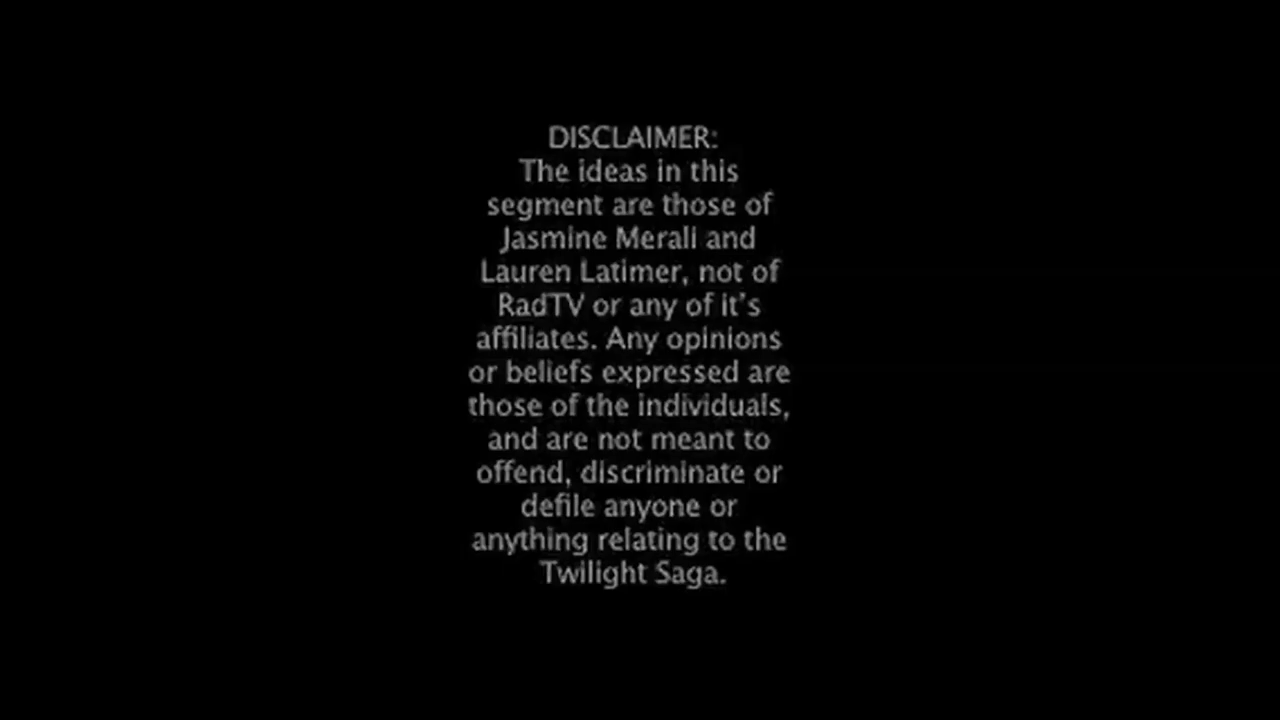 DISCLAIMER:
The ideas in this
segment are those of
Jasmine Merali and
Lauren Latimer, not of
RadTV or any of it's
affiliates. Any opinions
or beliefs expressed are
those of the individuals,
and are not meant to
offend, discriminate or
defile anyone or
anything relating to the
Twilight Saga.